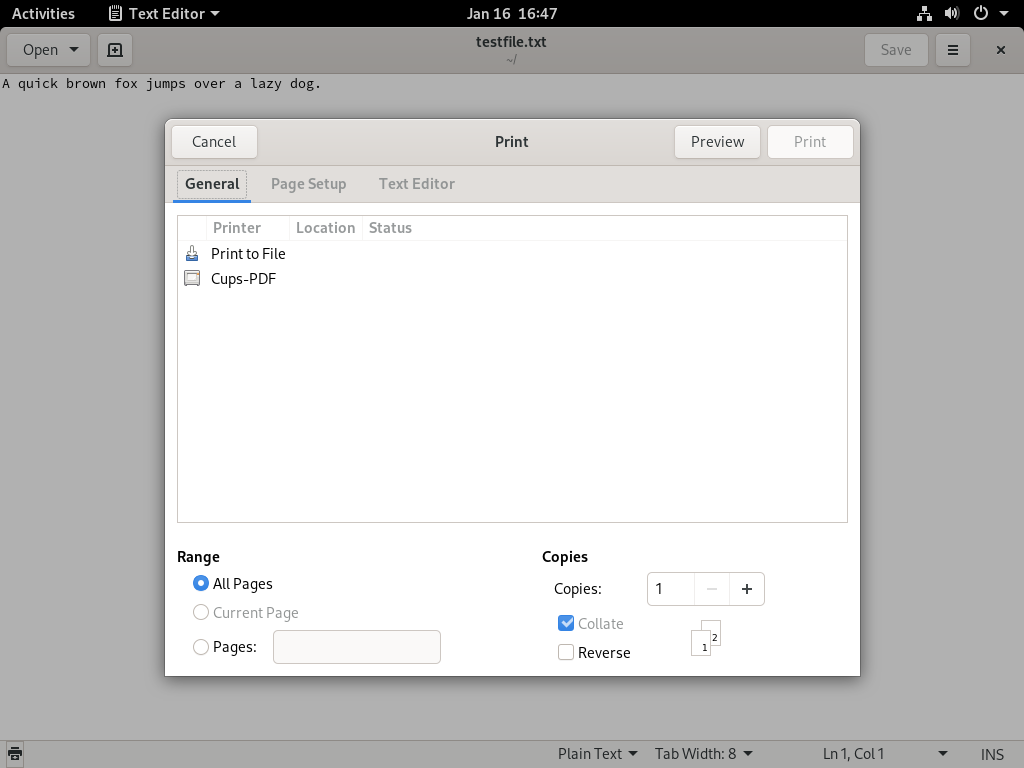 Activities Text Editor Jan 16 16:47
Open testfile.txt Save
~/
A quick brown fox jumps over a lazy dog.
Cancel Print Preview Print
General Page Setup Text Editor
Printer Location Status
Print to File
Cups-PDF
Range Copies
All Pages Copies: 1
Current Page Collate
Pages: Reverse
1 2
Plain Text Tab Width: 8 Ln 1, Col 1 INS